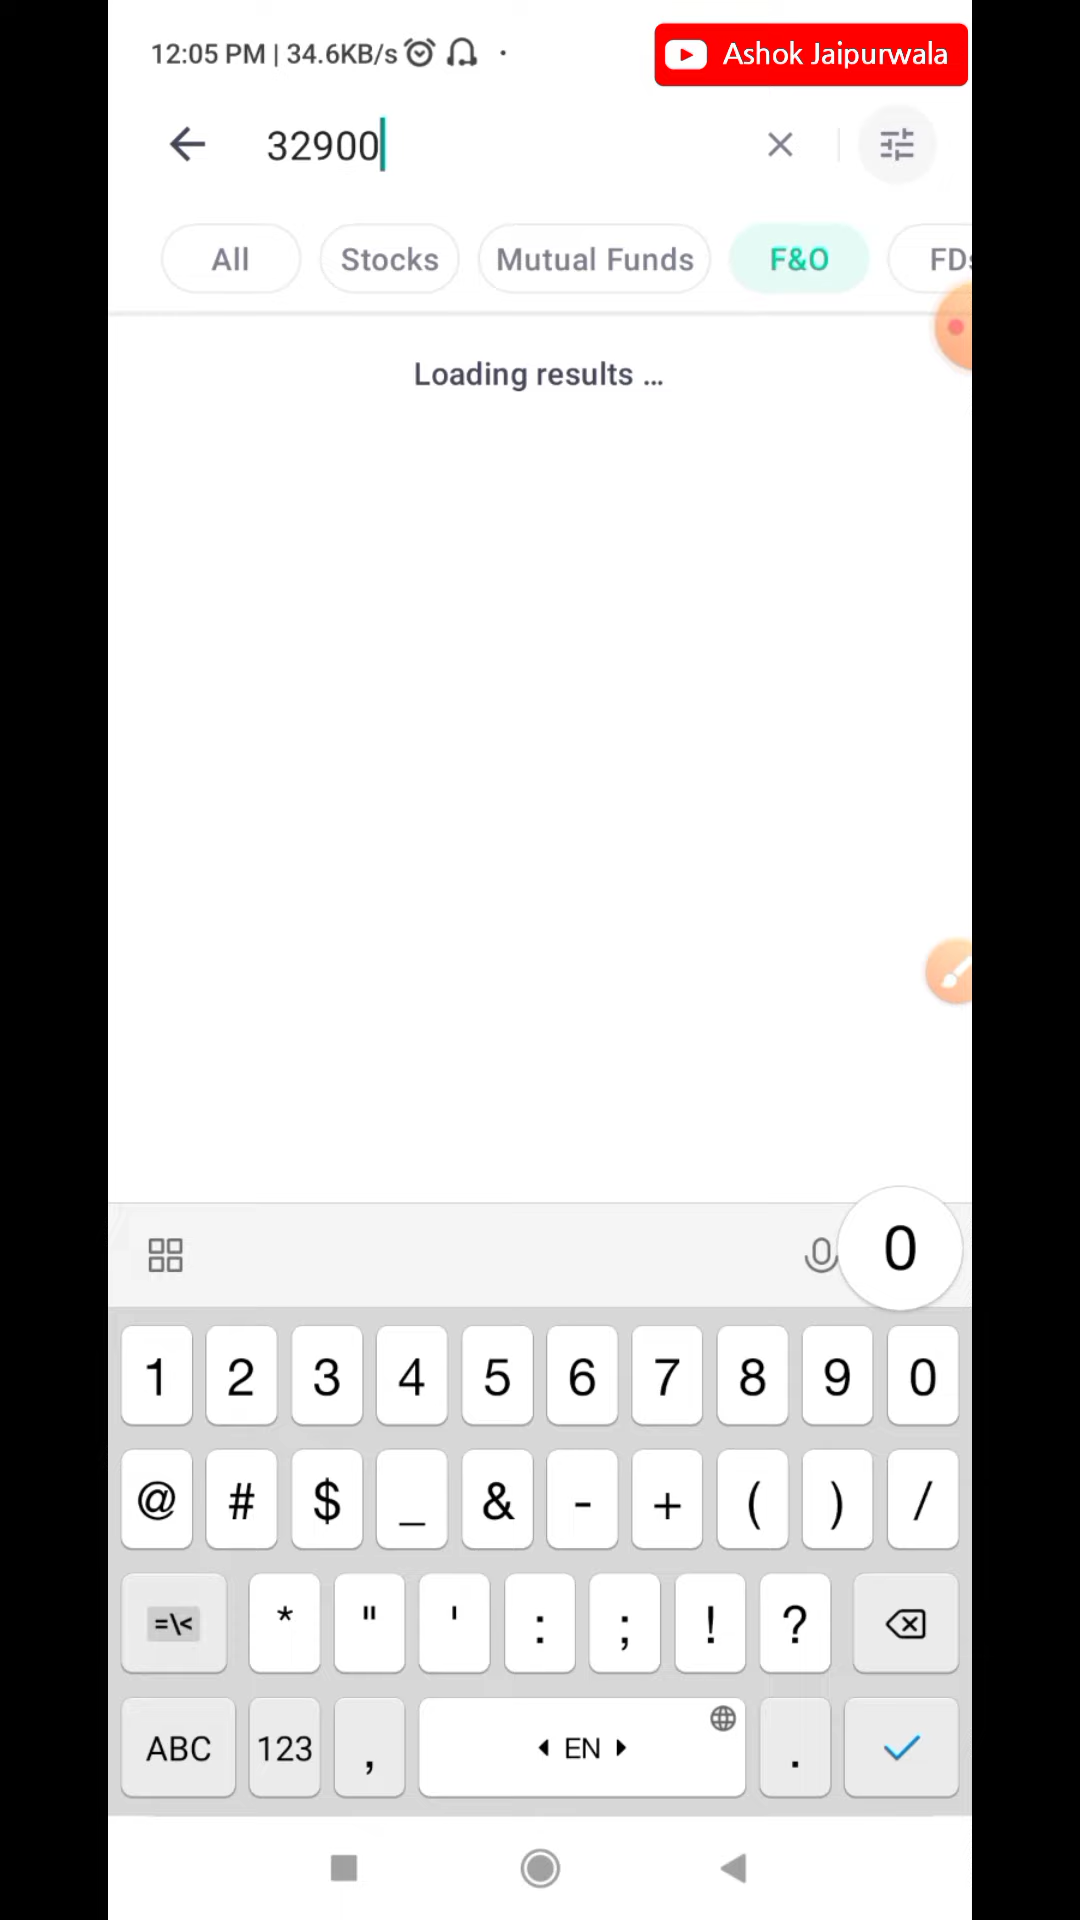 12:05 PM | 34.6KB/s
Ashok Jaipurwala
32900
All Stocks Mutual Funds F&O FDs
Loading results ...
0
1 2 3 4 5 6 7 8 9 0
@ # $ _ & - + ( ) /
=\< * " ' : ; ! ?
ABC 123 , EN .